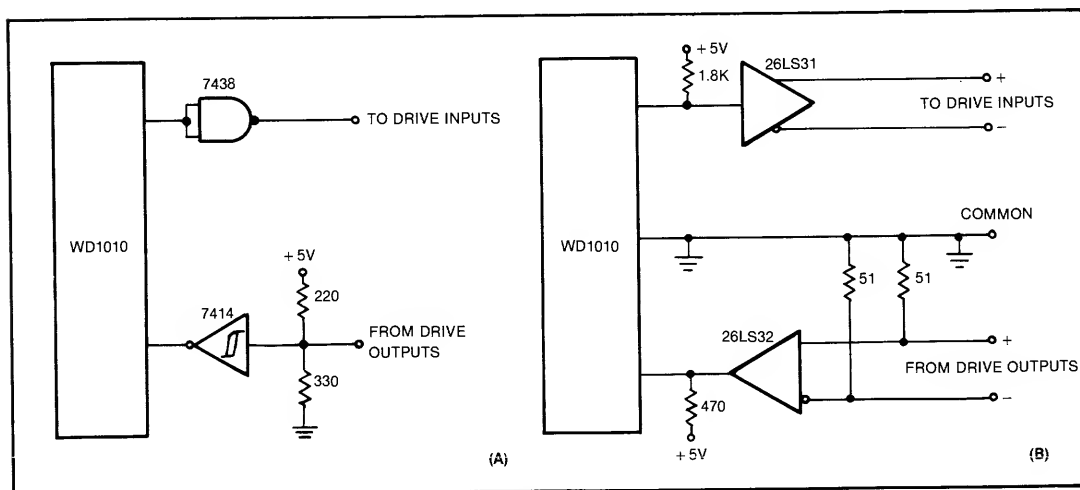 7438
TO DRIVE INPUTS
WD1010
+5V
220
7414
FROM DRIVE
OUTPUTS
330
(A)
+5V
1.8K
26LS31
+
TO DRIVE INPUTS
−
COMMON
WD1010
51
51
26LS32
+
FROM DRIVE OUTPUTS
−
470
+5V
(B)